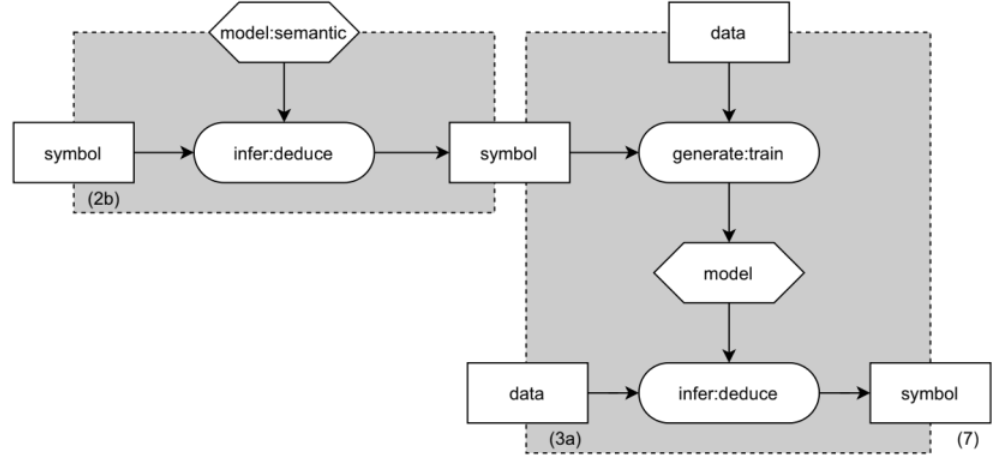 model:semantic
data
symbol
infer:deduce
symbol
generate:train
(2b)
model
data
infer:deduce
symbol
(3a)
(7)